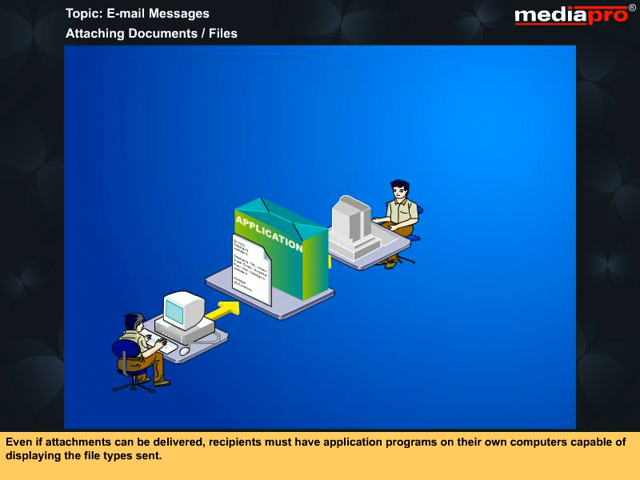 Topic: E-mail Messages
Attaching Documents / Files
mediapro®
APPLICATION
Even if attachments can be delivered, recipients must have application programs on their own computers capable of
displaying the file types sent.